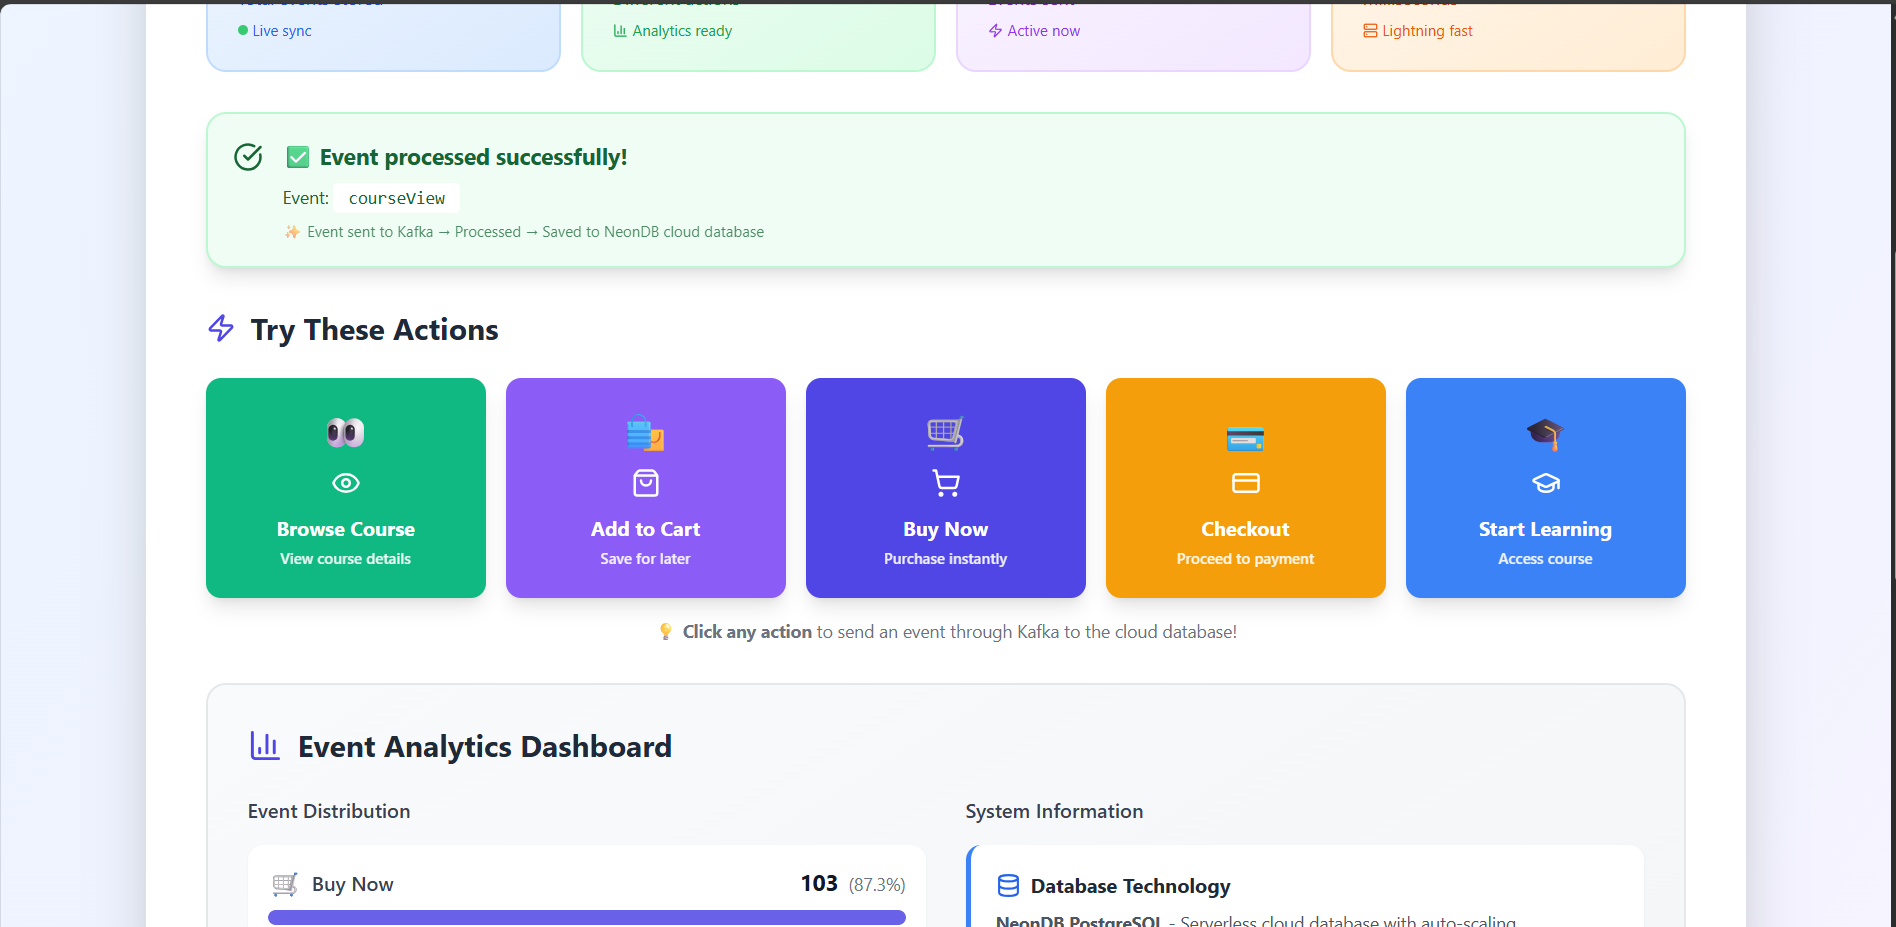 Live sync
Analytics ready
Active now
Lightning fast
Event processed successfully!
Event: courseView
Event sent to Kafka → Processed → Saved to NeonDB cloud database
Try These Actions
Browse Course
View course details
Add to Cart
Save for later
Buy Now
Purchase instantly
Checkout
Proceed to payment
Start Learning
Access course
Click any action to send an event through Kafka to the cloud database!
Event Analytics Dashboard
Event Distribution
Buy Now 103 (87.3%)
System Information
Database Technology
NeonDB PostgreSQL - Serverless cloud database with auto-scaling